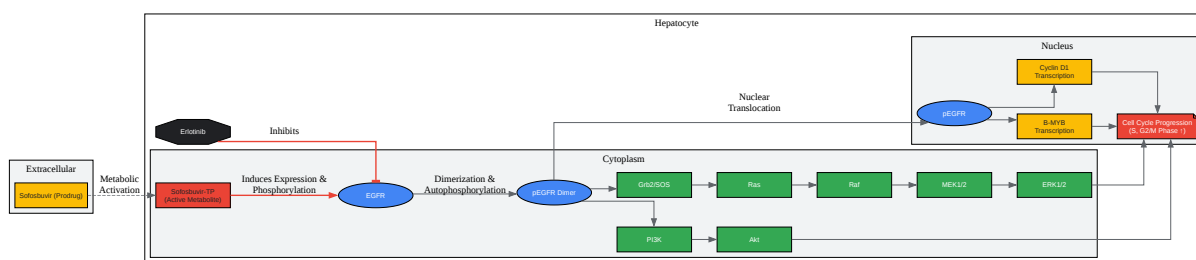 Hepatocyte
Nucleus
Cyclin D1
Transcription
Nuclear
Translocation
pEGFR
B-MYB
Transcription
Cell Cycle Progression
(S, G2/M Phase ↑)
Erlotinib
Inhibits
Extracellular
Sofosbuvir (Prodrug)
Metabolic
Activation
Cytoplasm
Sofosbuvir-TP
(Active Metabolite)
Induces Expression &
Phosphorylation
EGFR
Dimerization &
Autophosphorylation
pEGFR Dimer
Grb2/SOS
Ras
Raf
MEK1/2
ERK1/2
PI3K
Akt